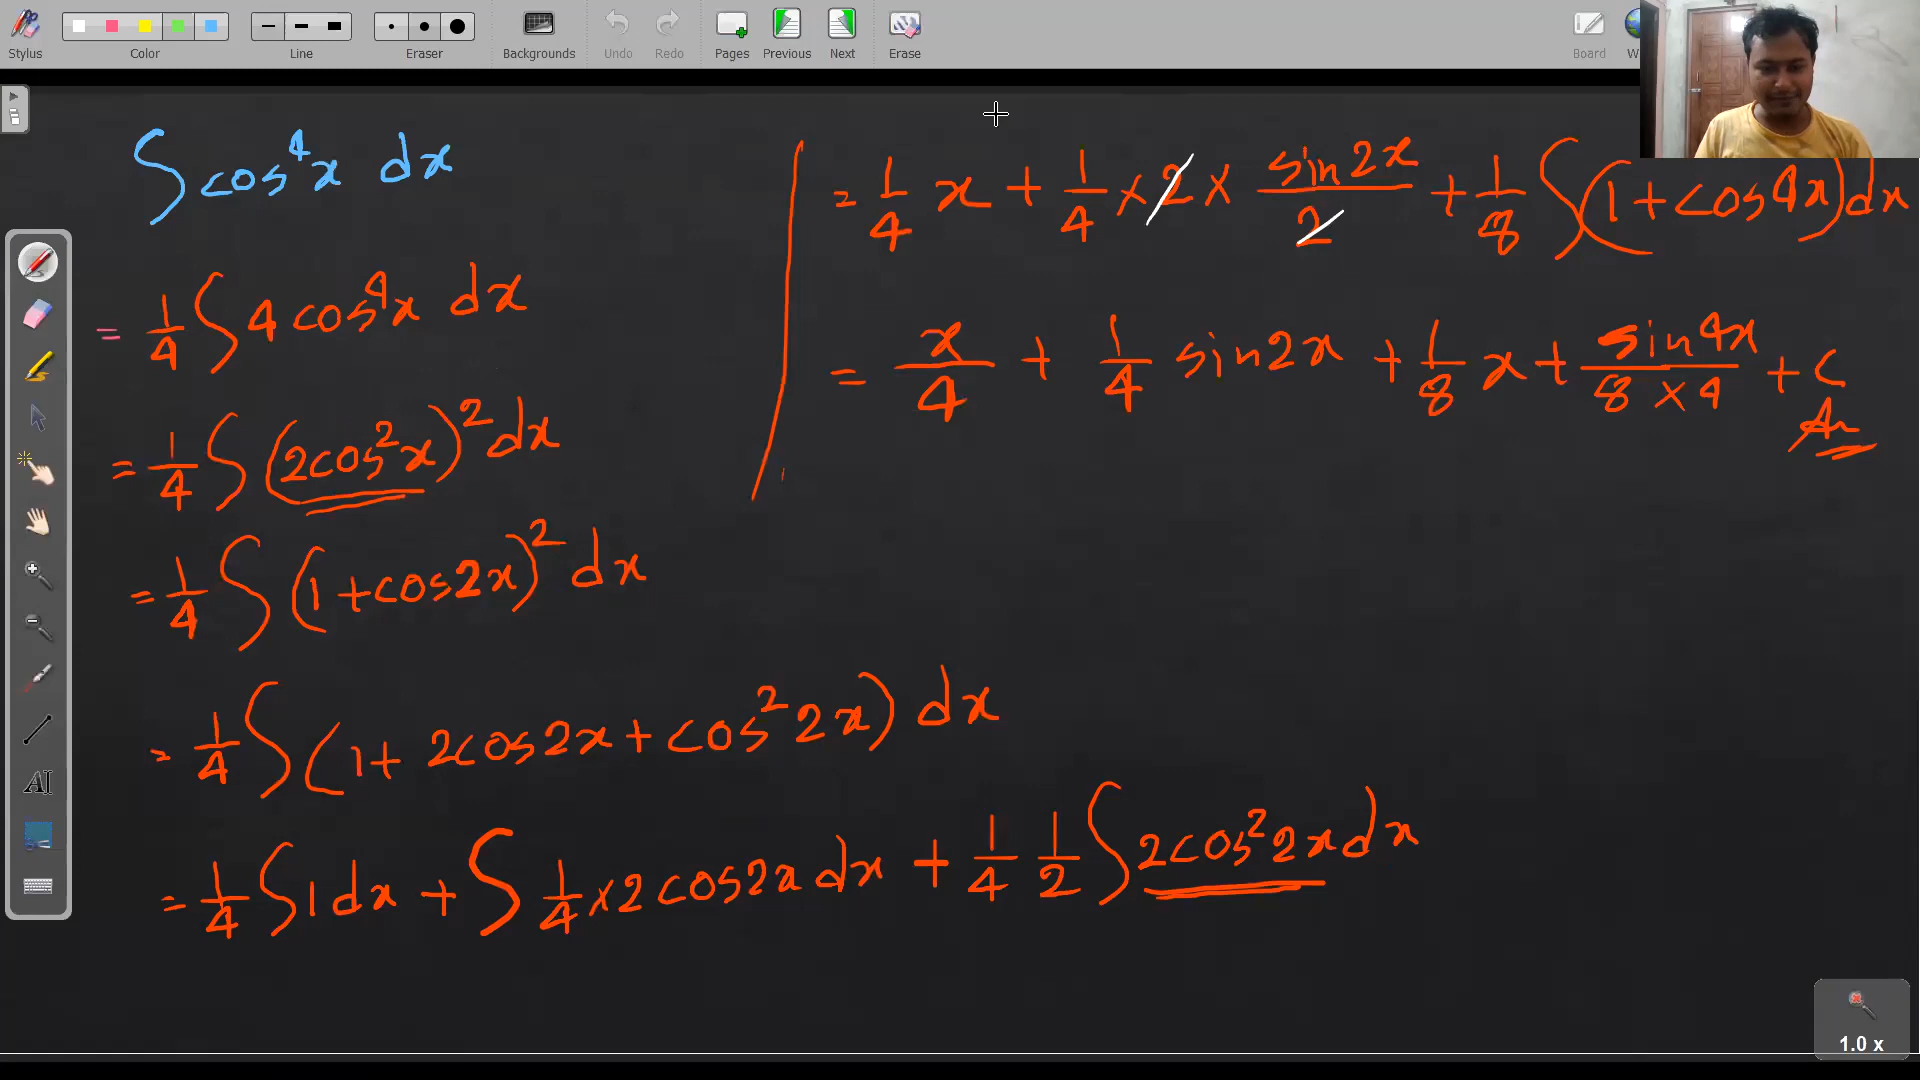 Stylus Color Line Eraser Backgrounds Undo Redo Pages Previous Next Erase Board
∫ cos⁴x dx
= 1/4 ∫ 4 cos⁴x dx
= 1/4 ∫ (2cos²x)² dx
= 1/4 ∫ (1+cos2x)² dx
= 1/4 ∫ (1+ 2cos2x + cos²2x) dx
= 1/4 ∫ 1 dx + ∫ 1/4 × 2 cos2x dx + 1/4 1/2 ∫ 2cos²2x dx
= 1/4 x + 1/4 × 2 × sin2x/2 + 1/8 ∫ (1+cos4x) dx
= x/4 + 1/4 sin2x + 1/8 x + sin4x/(8×4) + c
AI
1.0 x